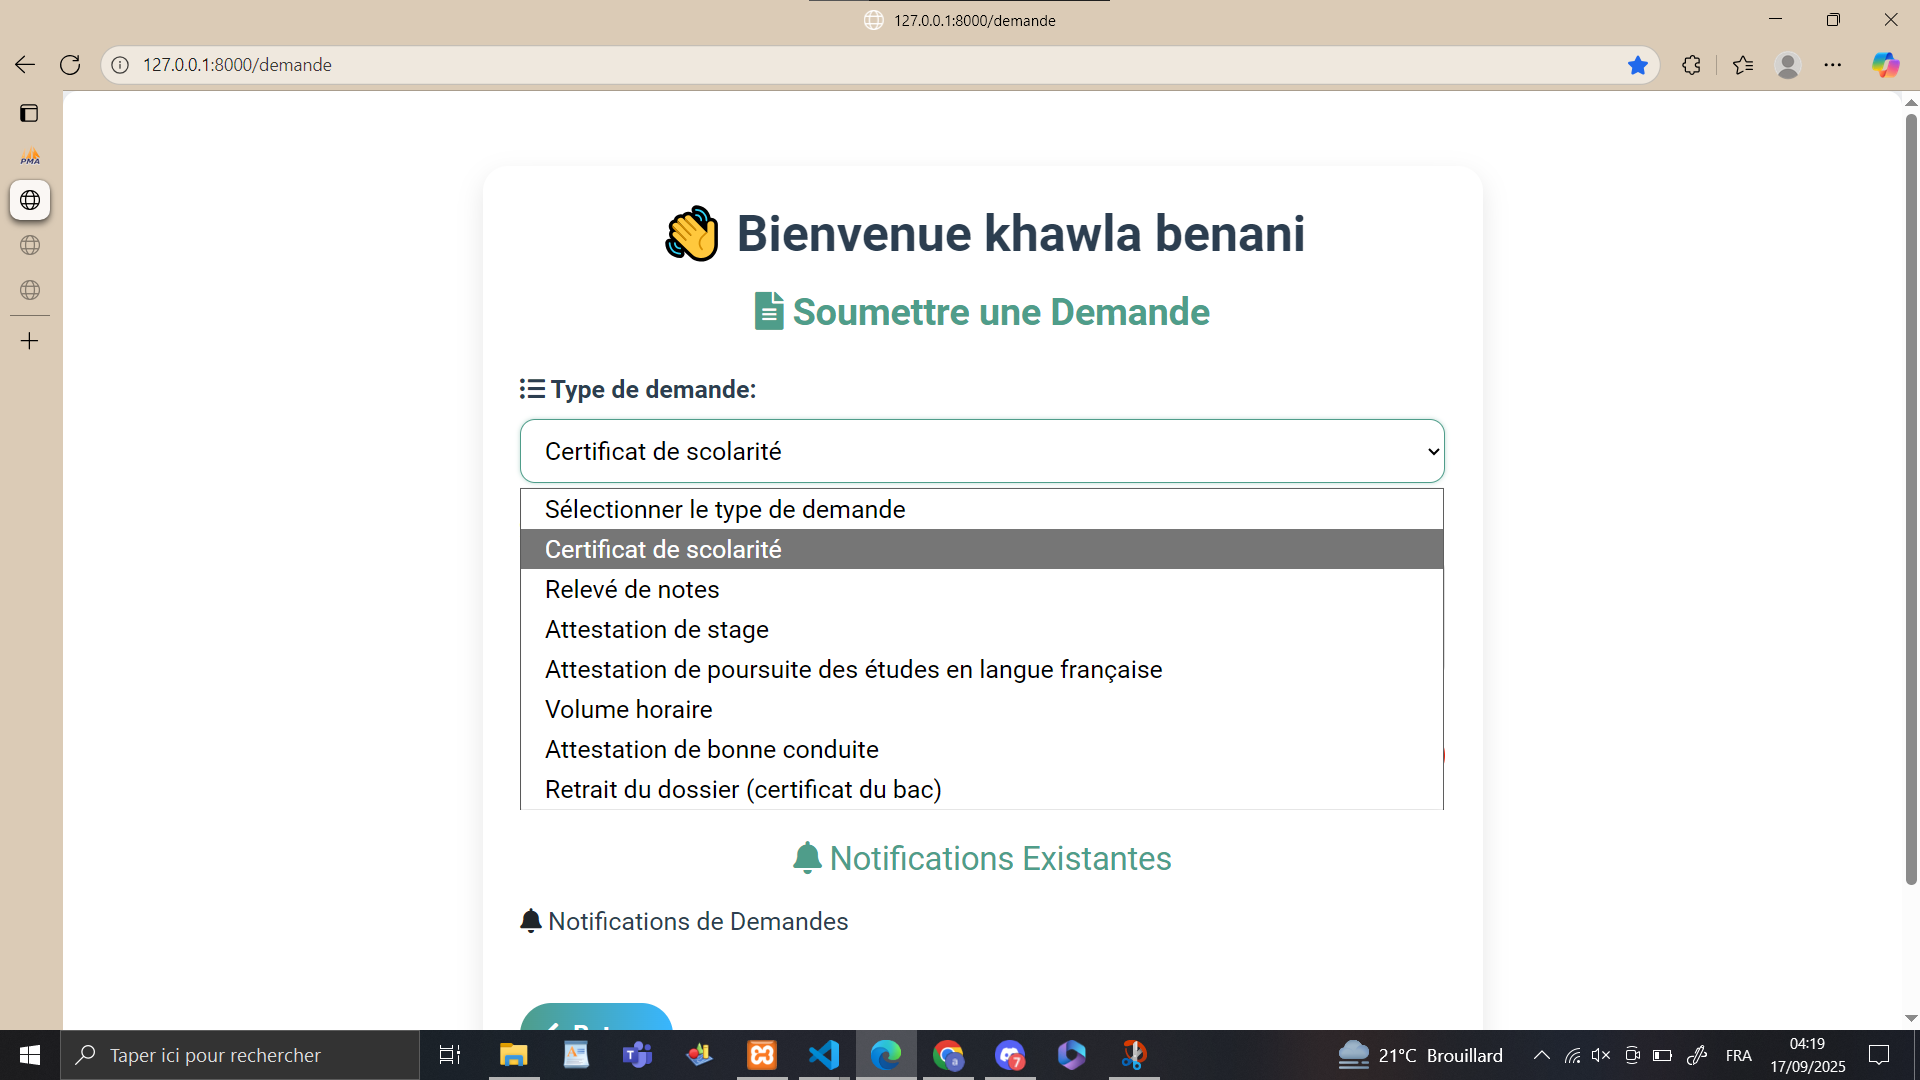 127.0.0.1:8000/demande
127.0.0.1:8000/demande
PMA
Bienvenue khawla benani
Soumettre une Demande
Type de demande:
Certificat de scolarité
Sélectionner le type de demande
Certificat de scolarité
Relevé de notes
Attestation de stage
Attestation de poursuite des études en langue française
Volume horaire
Attestation de bonne conduite
Retrait du dossier (certificat du bac)
Notifications Existantes
Notifications de Demandes
Taper ici pour rechercher
7
21°C Brouillard
FRA
04:19
17/09/2025